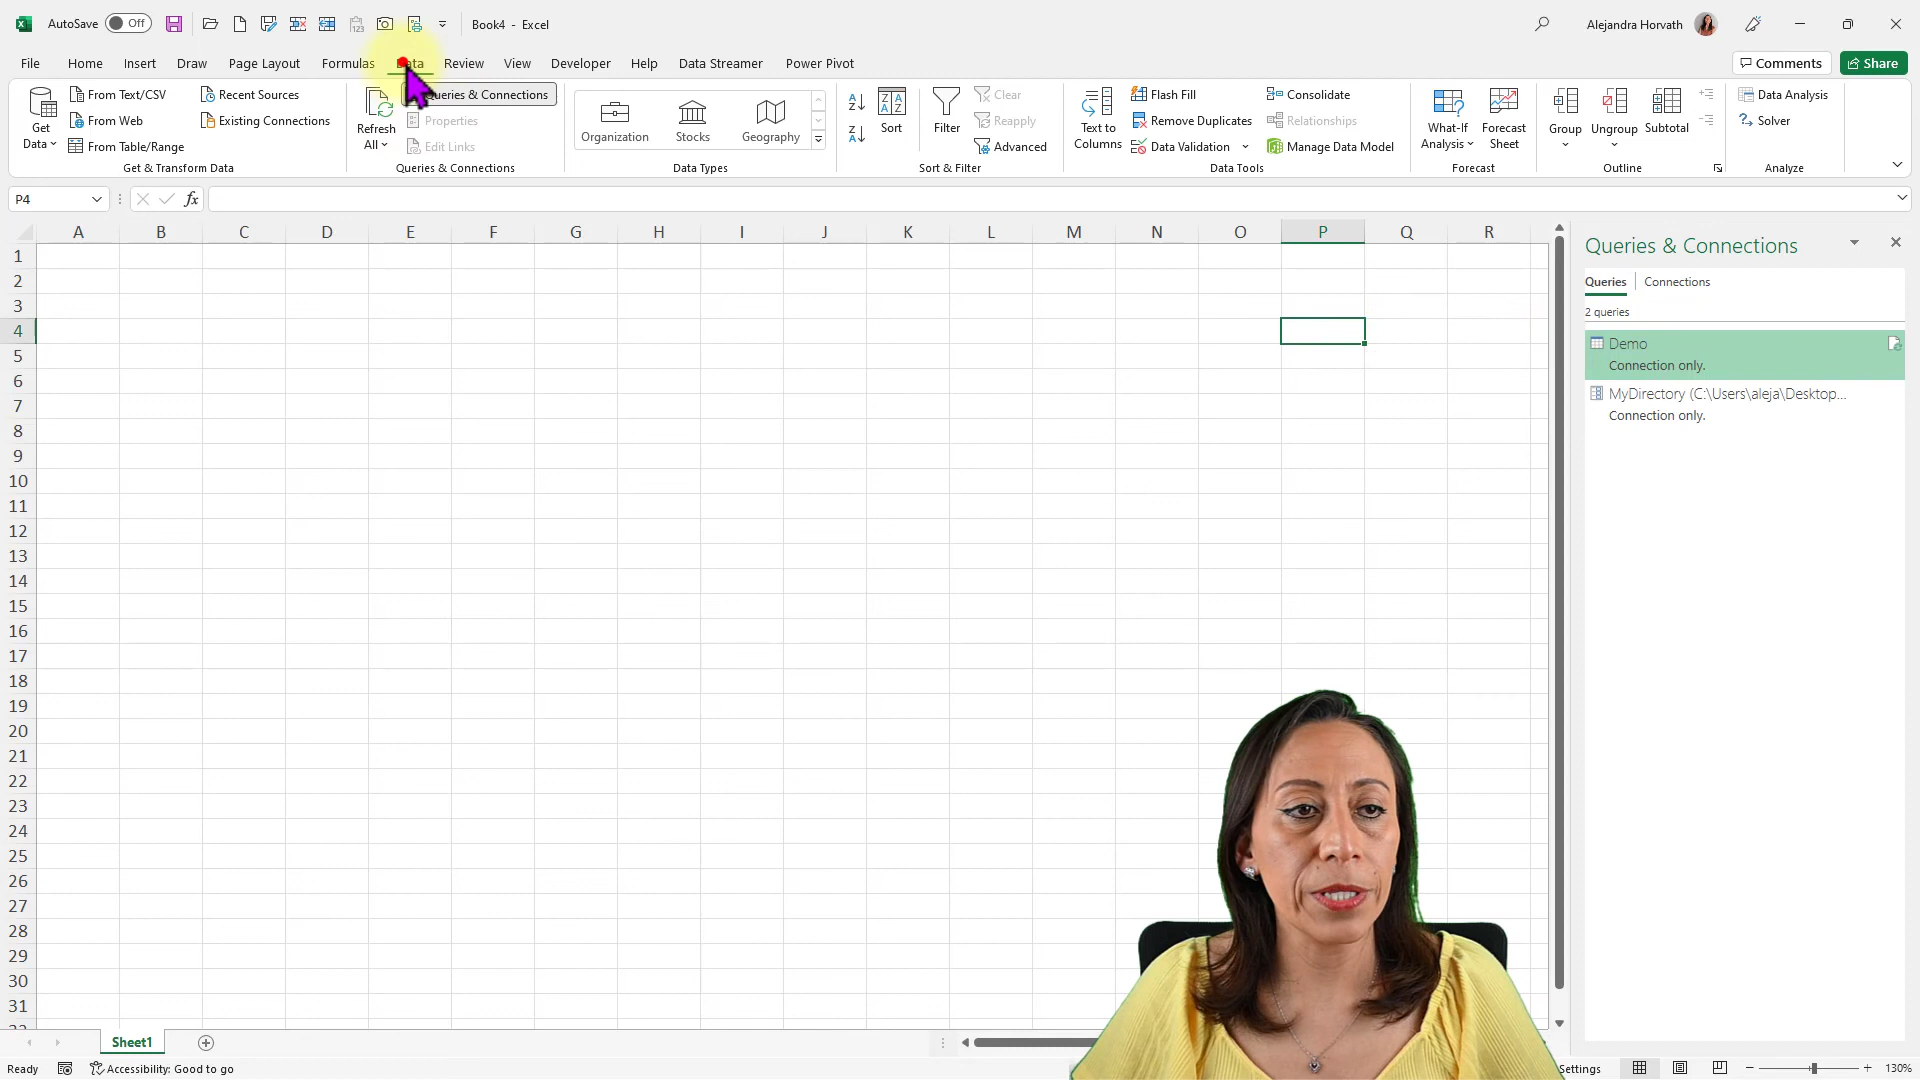 AutoSave Off Book4 - Excel Alejandra Horvath
File Home Insert Draw Page Layout Formulas Data Review View Developer Help Data Streamer Power Pivot Comments Share
Get Data
From Text/CSV
From Web
From Table/Range
Recent Sources
Existing Connections
Get & Transform Data
Refresh All
Queries & Connections
Properties
Edit Links
Queries & Connections
Organization Stocks Geography
Data Types
Sort
Filter
Clear
Reapply
Advanced
Sort & Filter
Text to Columns
Flash Fill
Remove Duplicates
Data Validation
Consolidate
Relationships
Manage Data Model
Data Tools
What-If Analysis
Forecast Sheet
Forecast
Group Ungroup Subtotal
Outline
Data Analysis
Solver
Analyze
P4 fx
A B C D E F G H I J K L M N O P Q R
1
2
3
4
5
6
7
8
9
10
11
12
13
14
15
16
17
18
19
20
21
22
23
24
25
26
27
28
29
30
31
Queries & Connections
Queries Connections
2 queries
Demo
Connection only.
MyDirectory (C:\Users\aleja\Desktop...
Connection only.
Sheet1
Ready Accessibility: Good to go Settings 130%